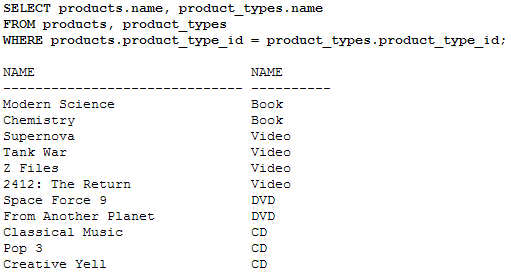 SELECT products.name, product_types.name
FROM products, product_types
WHERE products.product_type_id = product_types.product_type_id;
NAME                           NAME
------------------------------ ----------
Modern Science                 Book
Chemistry                      Book
Supernova                      Video
Tank War                       Video
Z Files                        Video
2412: The Return               Video
Space Force 9                  DVD
From Another Planet            DVD
Classical Music                CD
Pop 3                          CD
Creative Yell                  CD